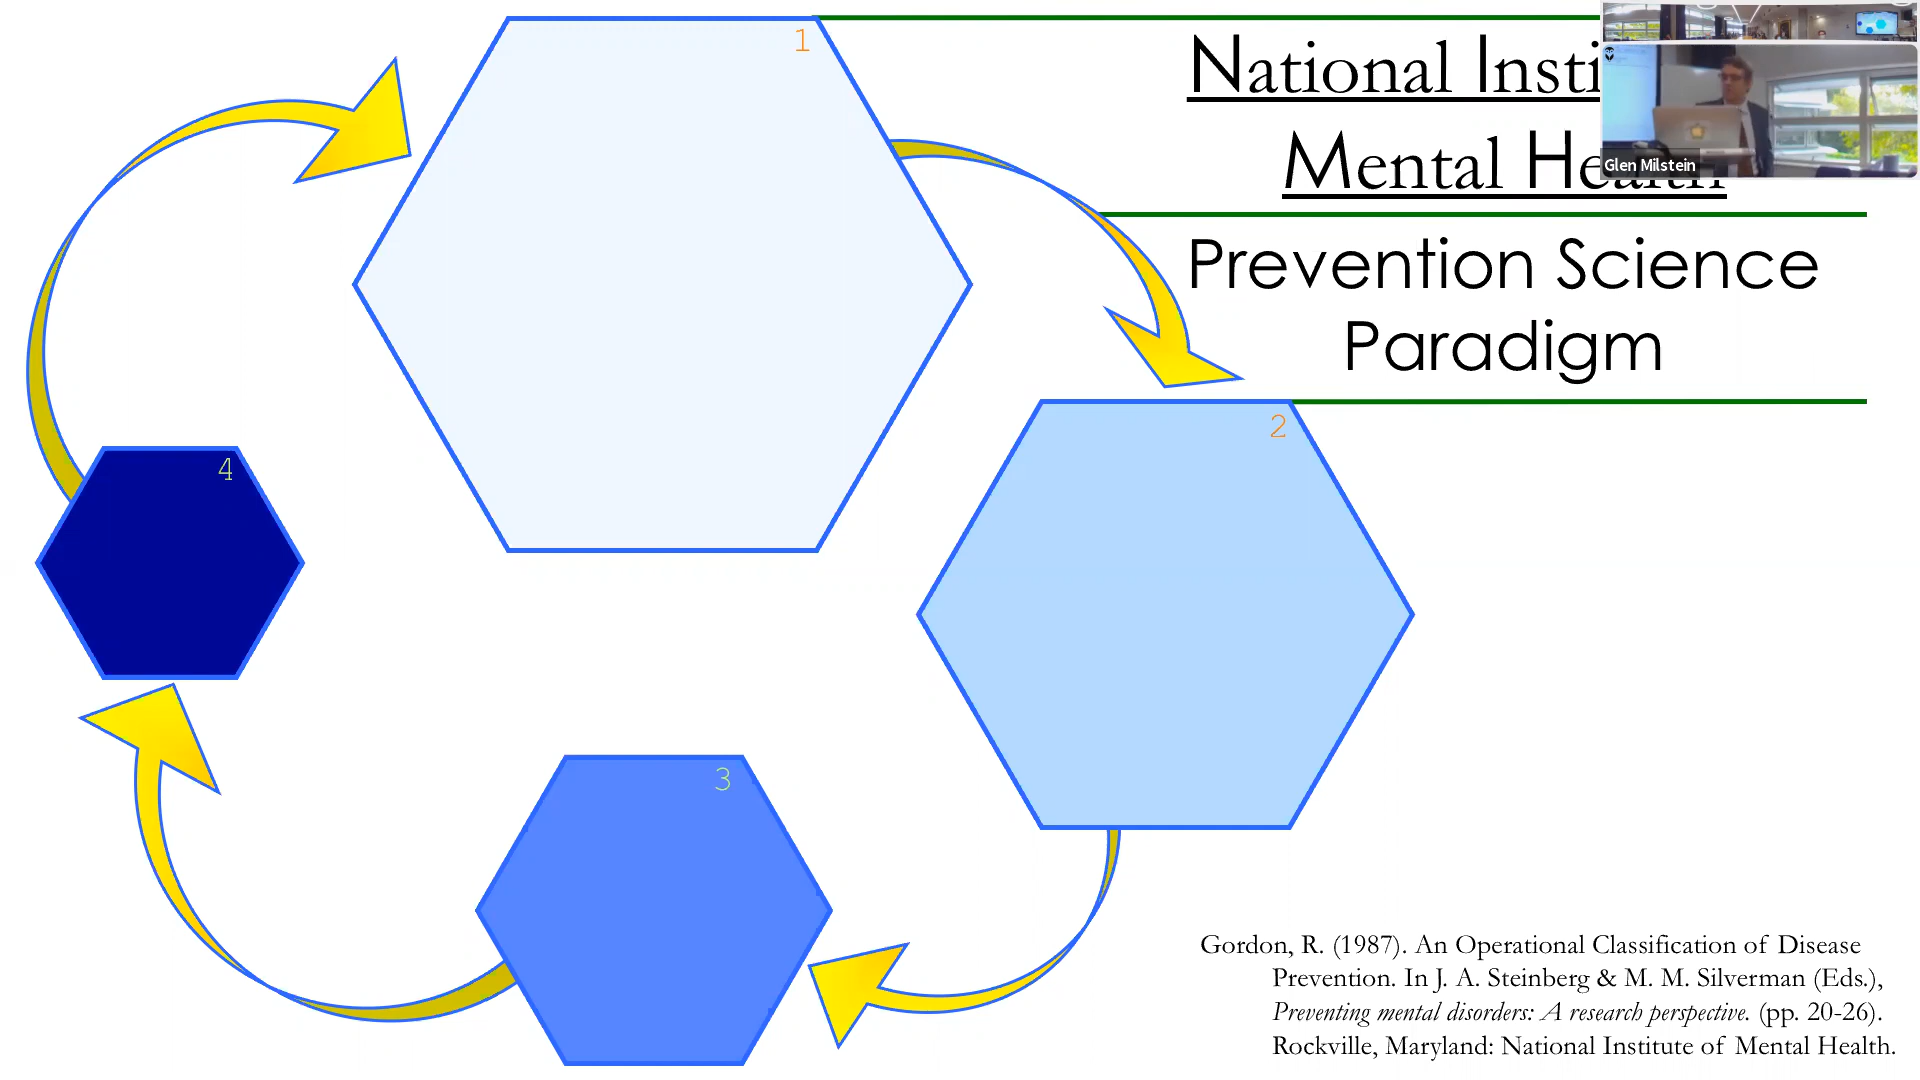 1
National Insti
Mental Health
Glen Milstein
Prevention Science
Paradigm
2
4
3
Gordon, R. (1987). An Operational Classification of Disease
Prevention. In J. A. Steinberg & M. M. Silverman (Eds.),
Preventing mental disorders: A research perspective. (pp. 20-26).
Rockville, Maryland: National Institute of Mental Health.